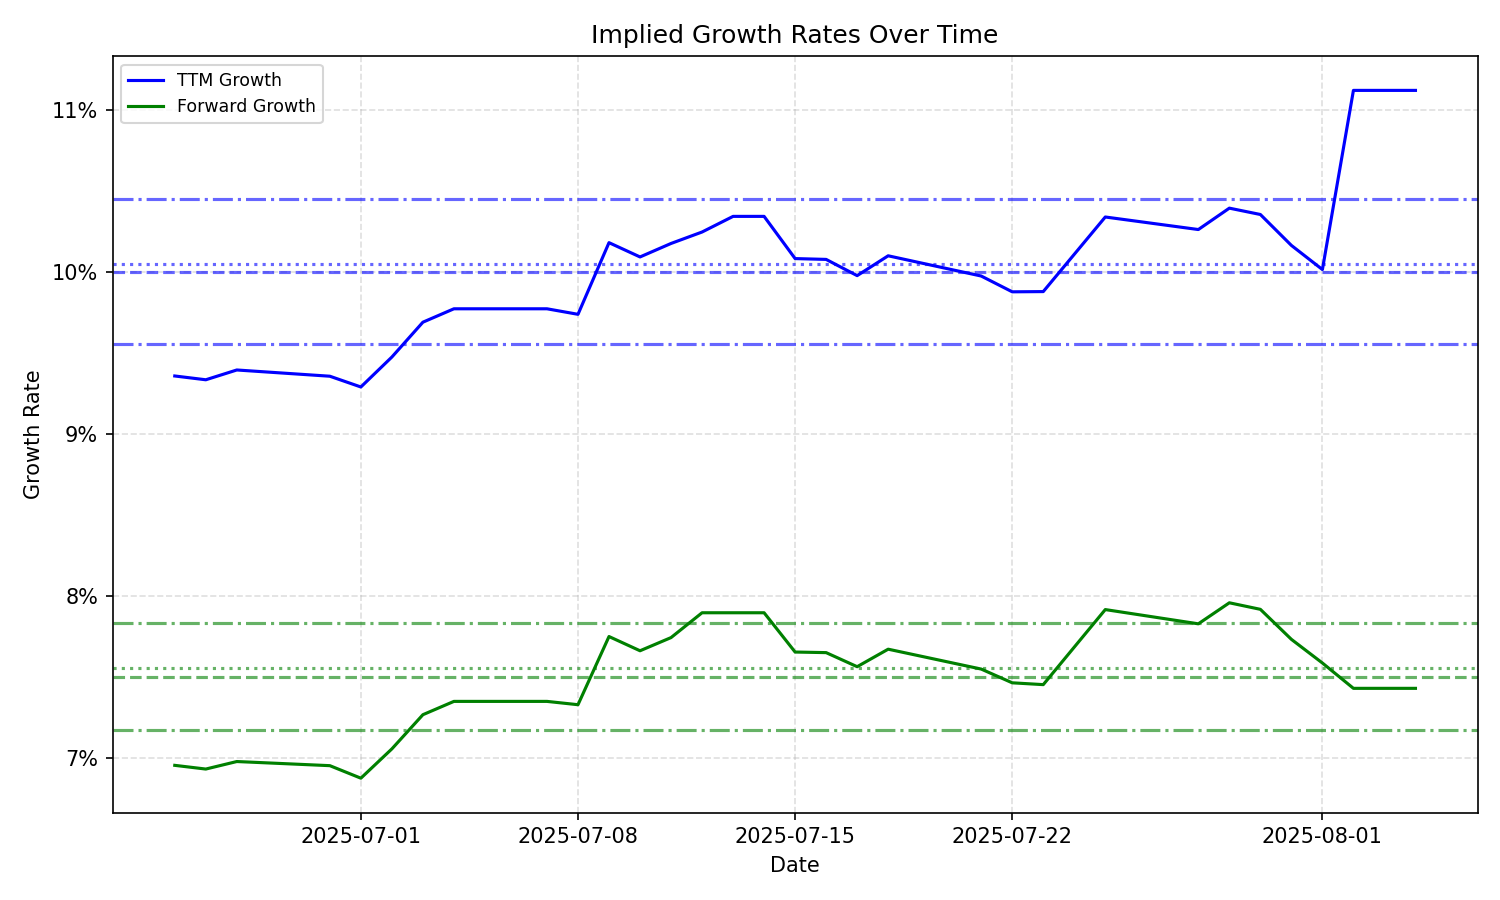 Implied Growth Rates Over Time
TTM Growth
Forward Growth
11%
10%
9%
8%
7%
Growth Rate
2025-07-01
2025-07-08
2025-07-15
2025-07-22
2025-08-01
Date